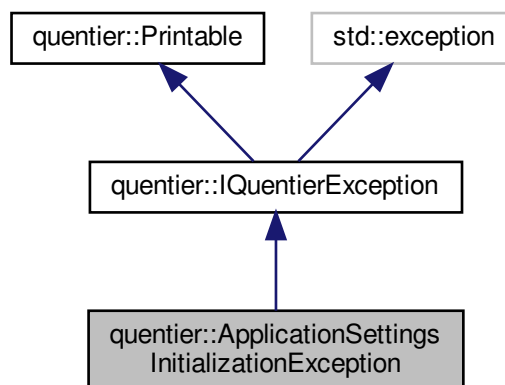 quentier::Printable
std::exception
quentier::IQuentierException
quentier::ApplicationSettings
InitializationException